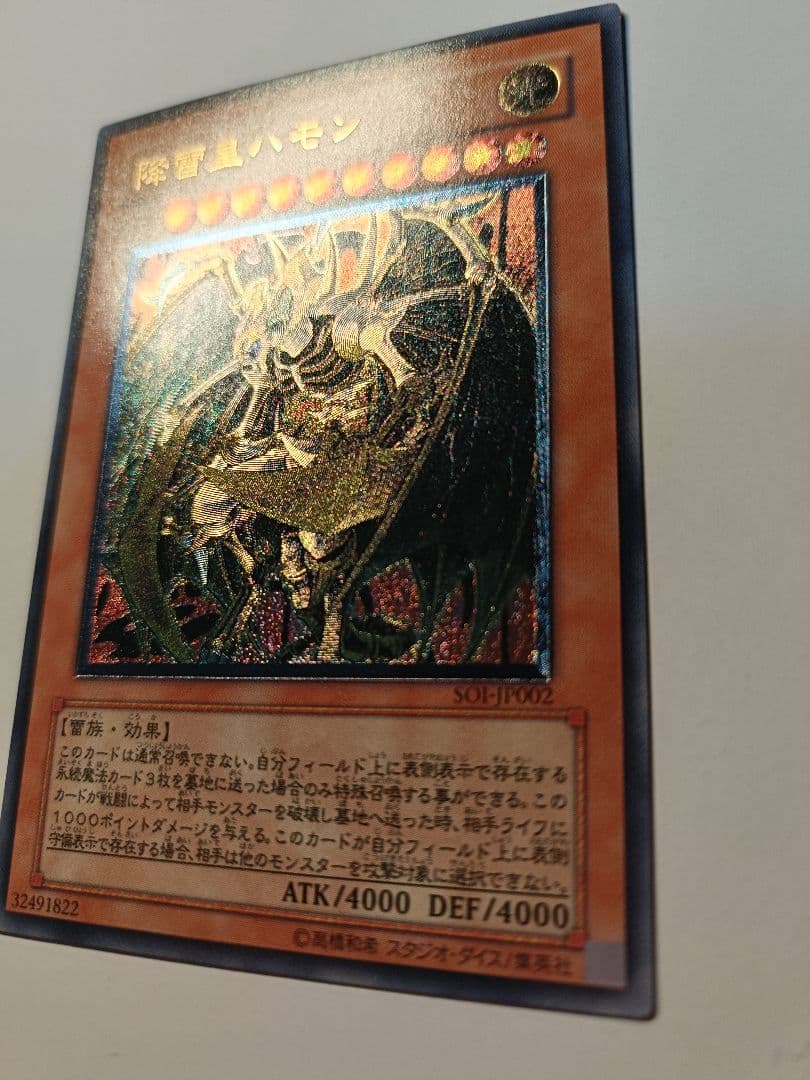 降雷皇ハモン
SOI-JP002
【雷族・効果】
このカードは通常召喚できない。自分フィールド上に表側表示で存在する
永続魔法カード3枚を墓地に送った場合のみ特殊召喚する事ができる。この
カードが戦闘によって相手モンスターを破壊し墓地へ送った時、相手ライフに
1000ポイントダメージを与える。このカードが自分フィールド上に表側
守備表示で存在する場合、相手は他のモンスターを攻撃対象に選択できない。
ATK/4000 DEF/4000
32491822
©高橋和希 スタジオ・ダイス/集英社